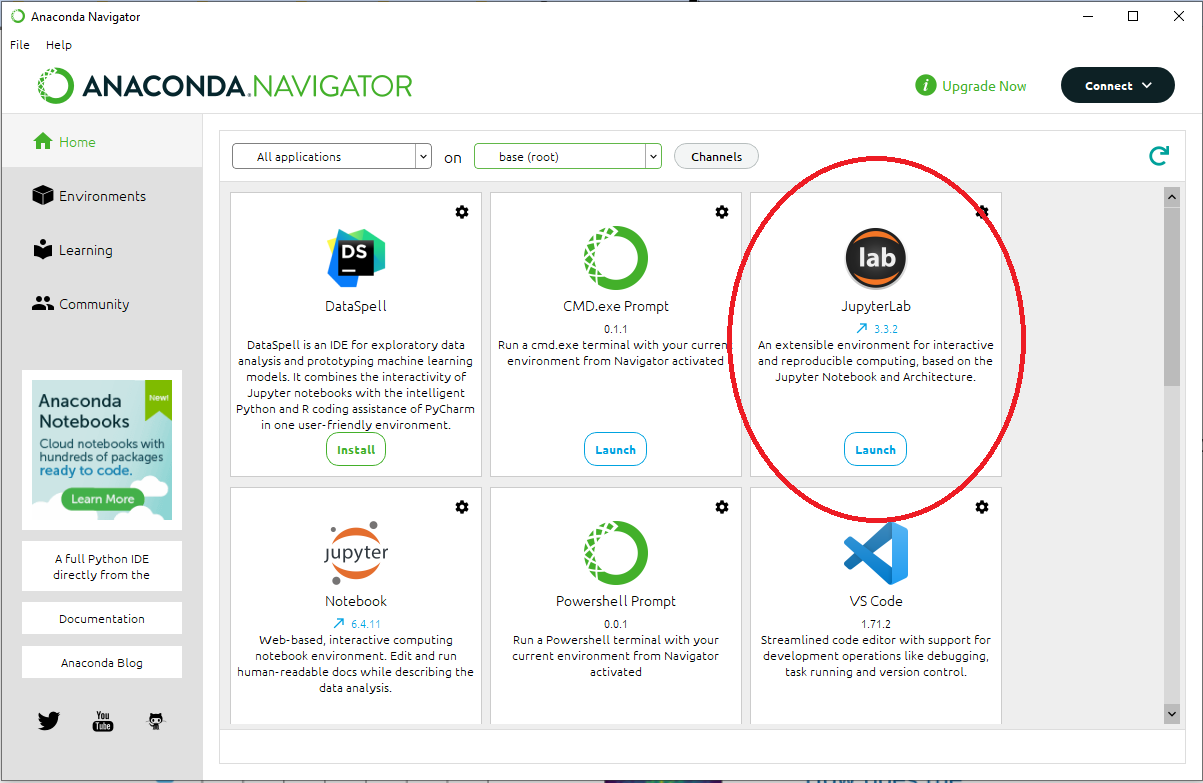 Anaconda Navigator
File Help
ANACONDA.NAVIGATOR
i Upgrade Now
Connect
Home
Environments
Learning
Community
Anaconda
Notebooks
New!
Cloud notebooks with
hundreds of packages
ready to code.
Learn More
A full Python IDE
directly from the
Documentation
Anaconda Blog
You
Tube
All applications on base (root) Channels
DS
DataSpell
DataSpell is an IDE for exploratory data
analysis and prototyping machine learning
models. It combines the interactivity of
Jupyter notebooks with the intelligent
Python and R coding assistance of PyCharm
in one user-friendly environment.
Install
CMD.exe Prompt
0.1.1
Run a cmd.exe terminal with your current
environment from Navigator activated
Launch
lab
JupyterLab
3.3.2
An extensible environment for interactive
and reproducible computing, based on the
Jupyter Notebook and Architecture.
Launch
jupyter
Notebook
6.4.11
Web-based, interactive computing
notebook environment. Edit and run
human-readable docs while describing the
data analysis.
Powershell Prompt
0.0.1
Run a Powershell terminal with your
current environment from Navigator
activated
VS Code
1.71.2
Streamlined code editor with support for
development operations like debugging,
task running and version control.